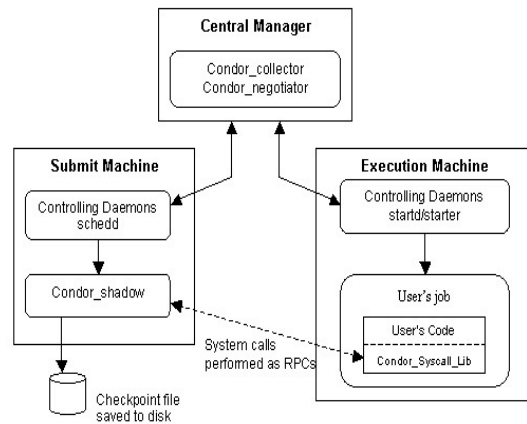 Central Manager
Condor_collector
Condor_negotiator
Submit Machine
Controlling Daemons
schedd
Condor_shadow
Checkpoint file
saved to disk
System calls
performed as RPCs
Execution Machine
Controlling Daemons
startd/starter
User's job
User's Code
Condor_Syscall_Lib